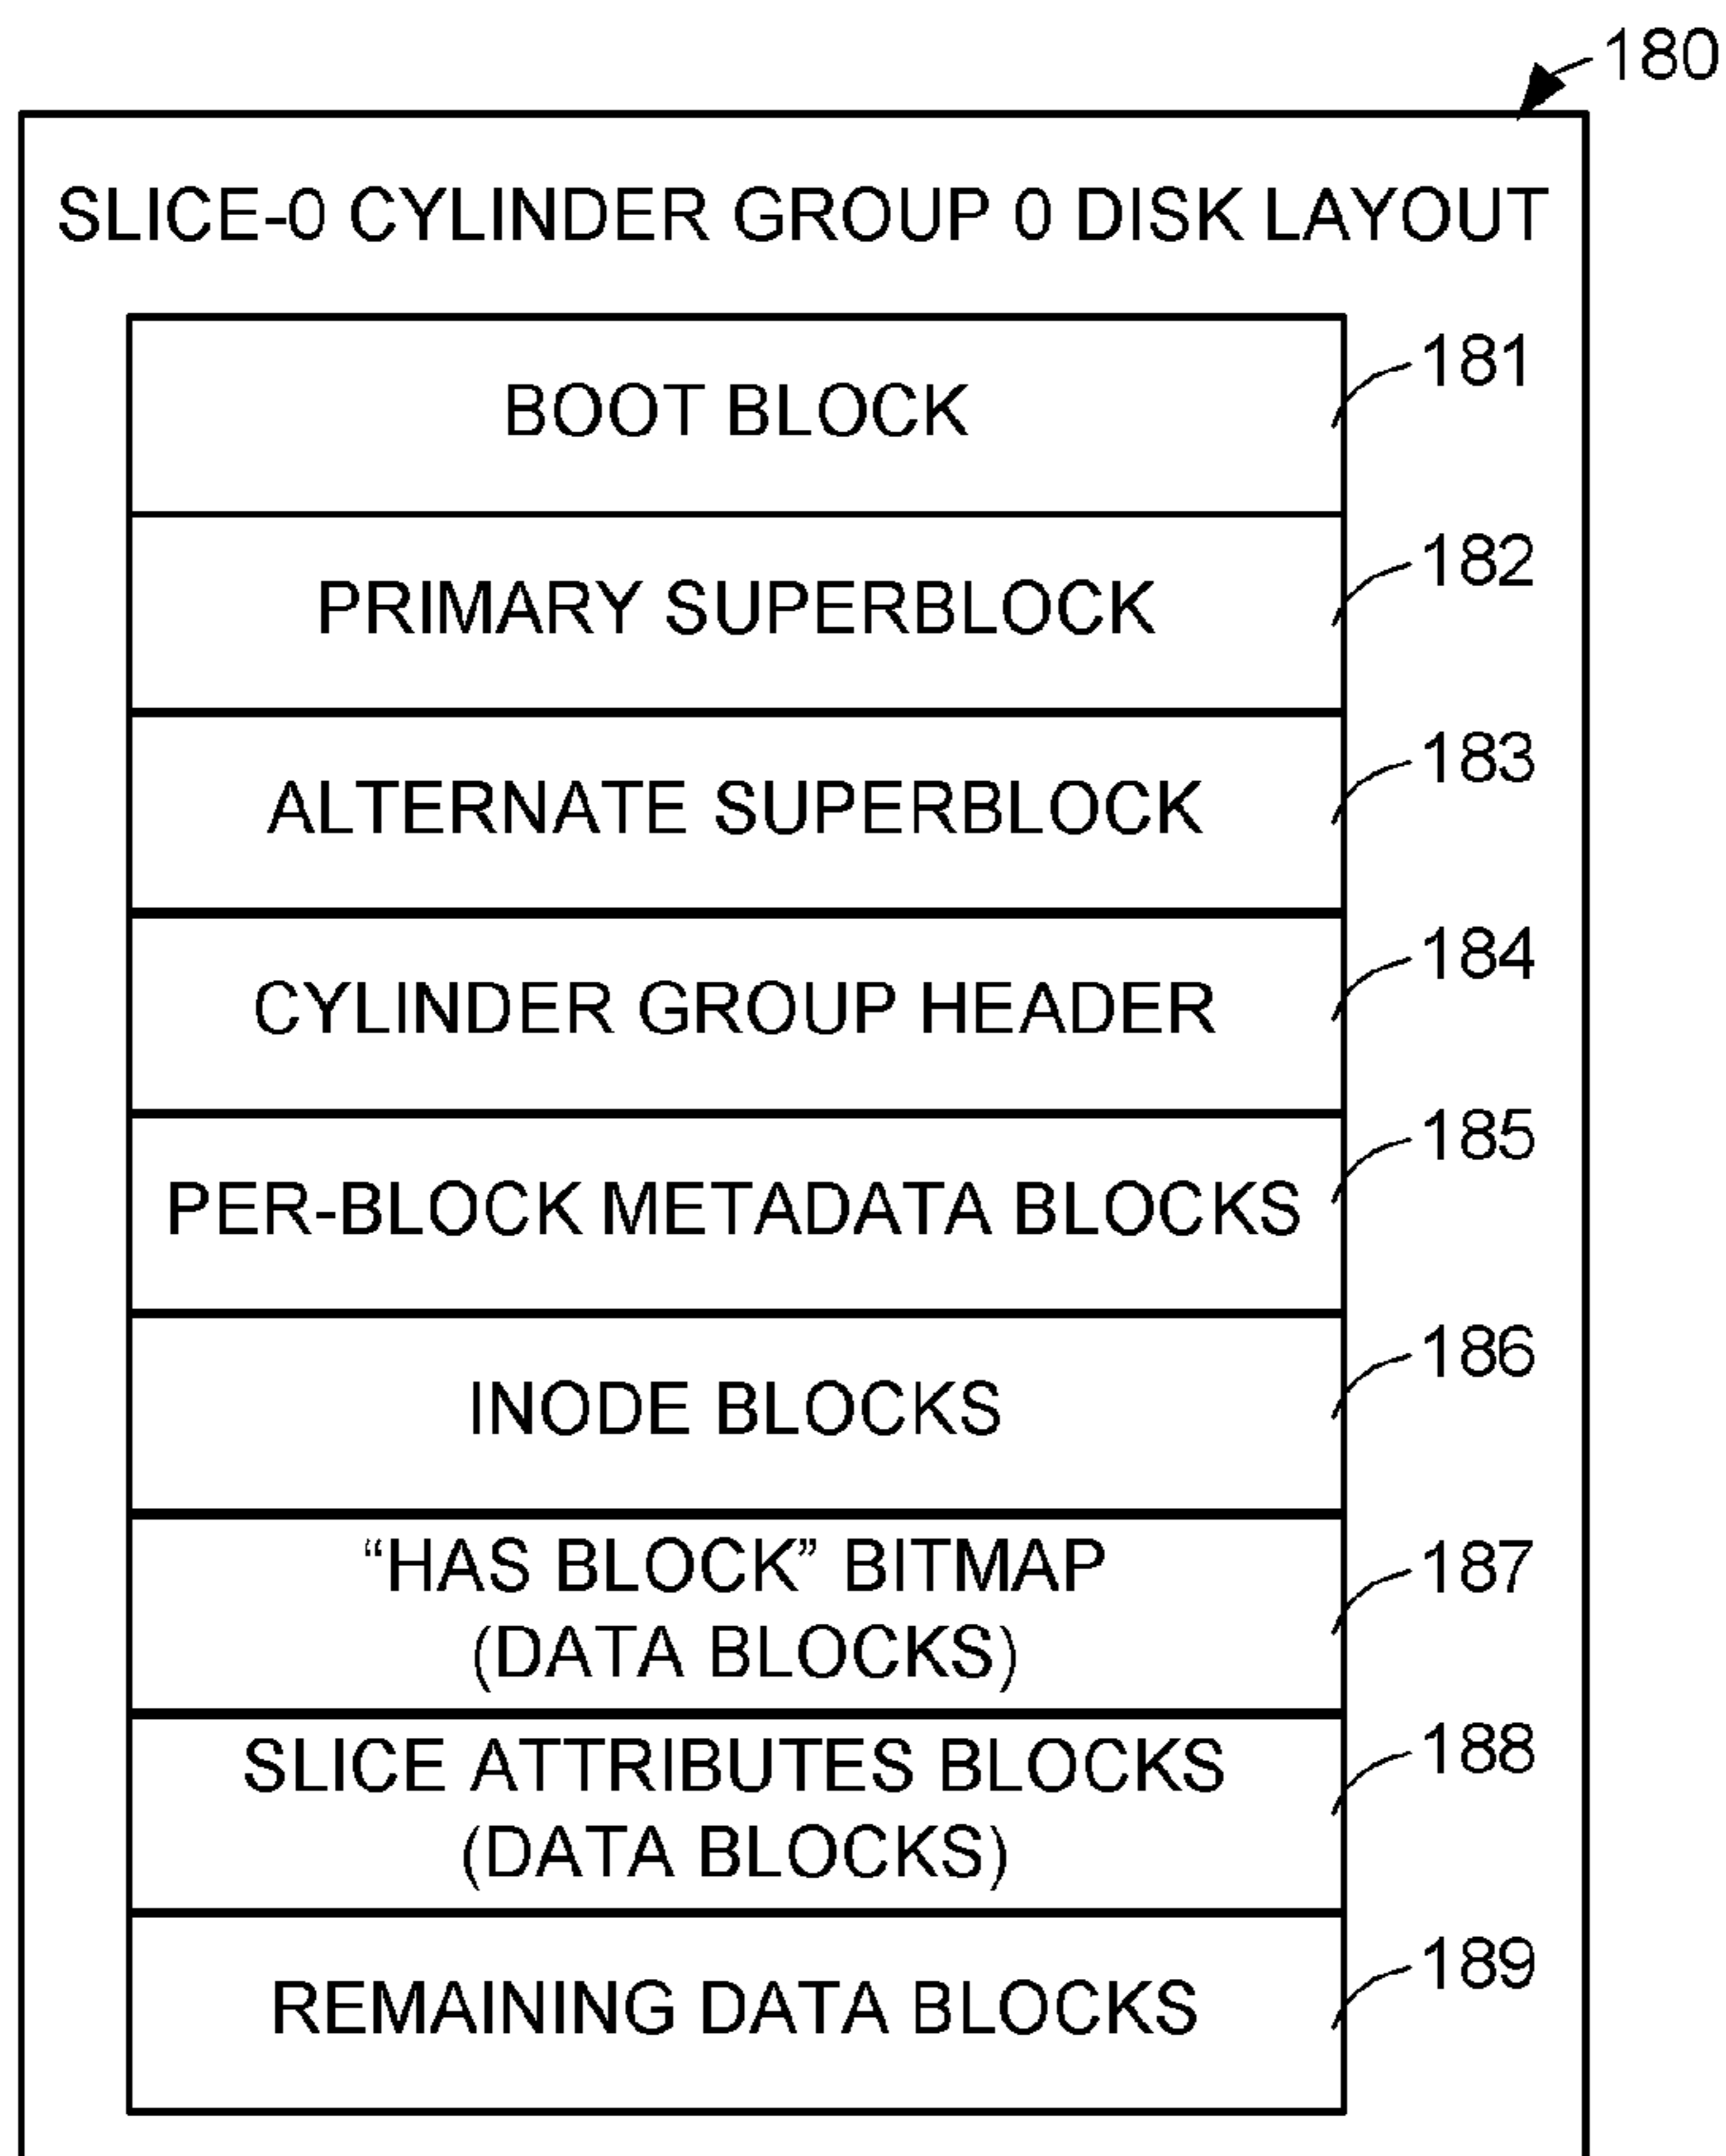 180
SLICE-0 CYLINDER GROUP 0 DISK LAYOUT
BOOT BLOCK
181
PRIMARY SUPERBLOCK
182
ALTERNATE SUPERBLOCK
183
CYLINDER GROUP HEADER
184
PER-BLOCK METADATA BLOCKS
185
INODE BLOCKS
186
“HAS BLOCK” BITMAP
(DATA BLOCKS)
187
SLICE ATTRIBUTES BLOCKS
(DATA BLOCKS)
188
REMAINING DATA BLOCKS
189